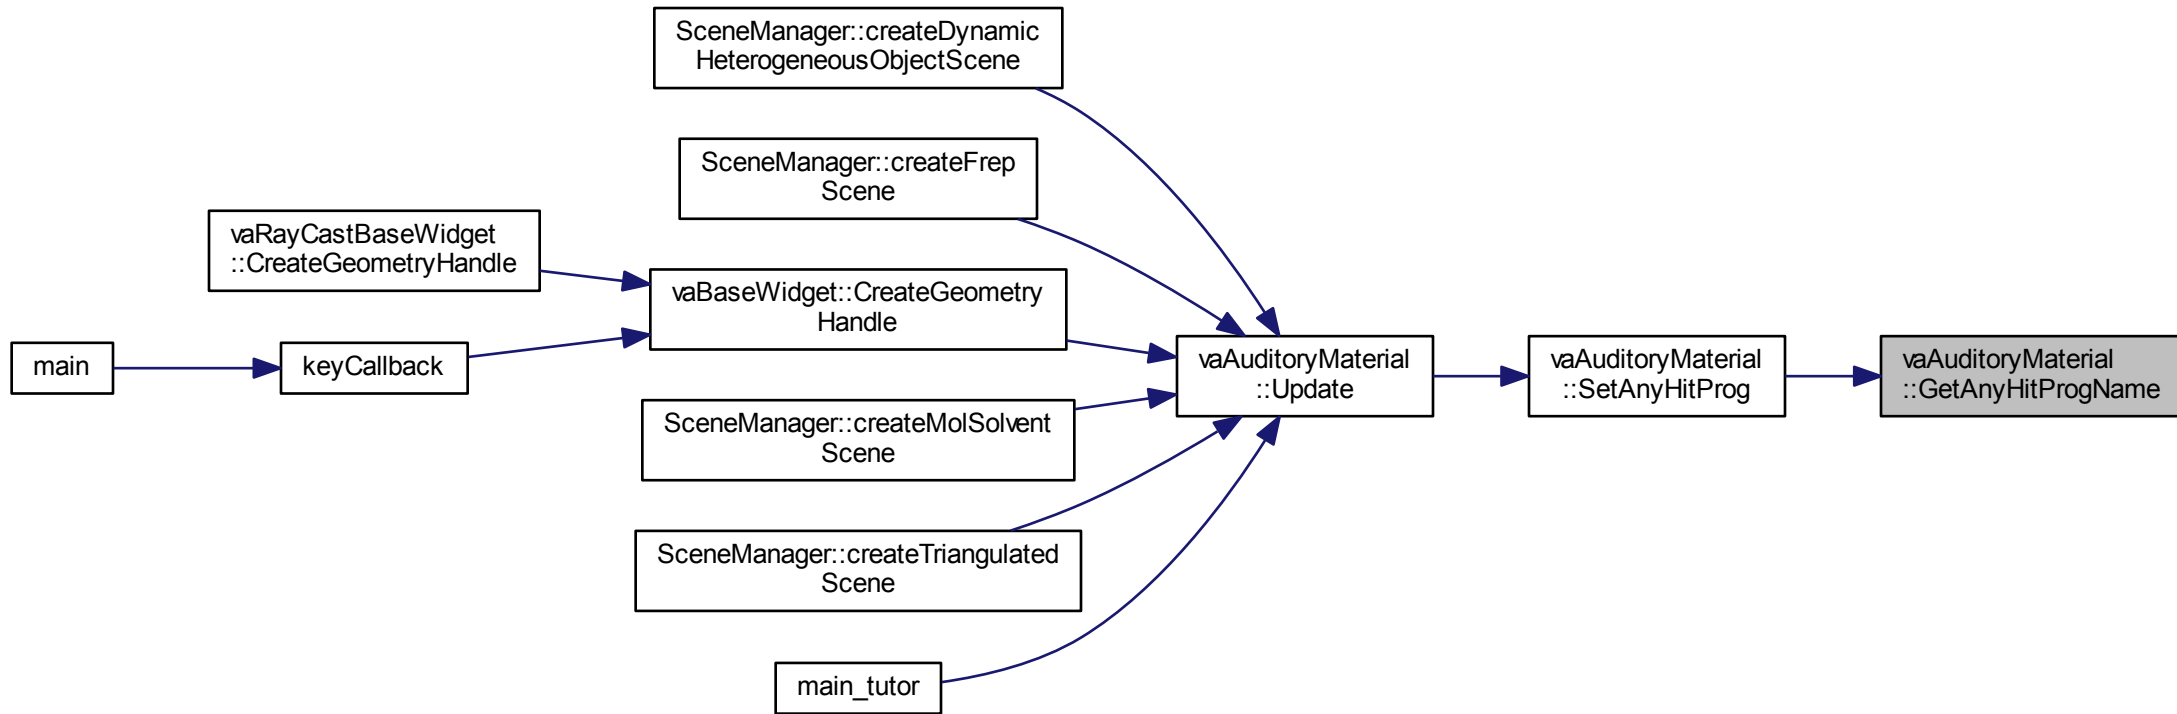 SceneManager::createDynamic
HeterogeneousObjectScene
SceneManager::createFrep
Scene
vaRayCastBaseWidget
::CreateGeometryHandle
vaBaseWidget::CreateGeometry
Handle
main
keyCallback
vaAuditoryMaterial
::Update
vaAuditoryMaterial
::SetAnyHitProg
vaAuditoryMaterial
::GetAnyHitProgName
SceneManager::createMolSolvent
Scene
SceneManager::createTriangulated
Scene
main_tutor